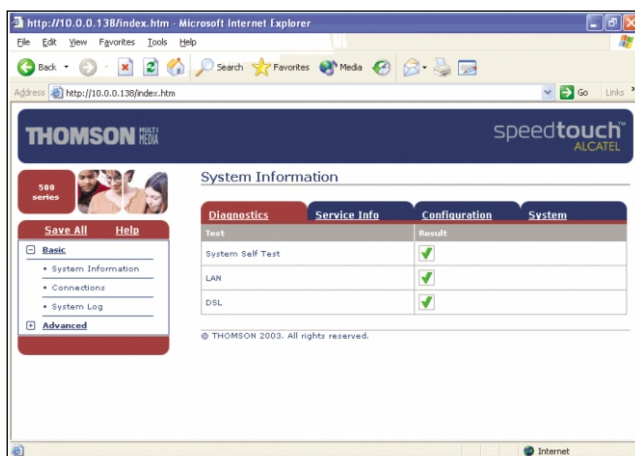 http://10.0.0.138/index.htm - Microsoft Internet Explorer
File Edit View Favorites Tools Help
Back Search Favorites Media
Address http://10.0.0.138/index.htm Go Links »
THOMSON MULTI MEDIA
speedtouch™
ALCATEL
500 series
System Information
Save All Help
Diagnostics Service Info Configuration System
Test Result
Basic
System Self Test
• System Information
LAN
• Connections
DSL
• System Log
Advanced
© THOMSON 2003. All rights reserved.
Internet